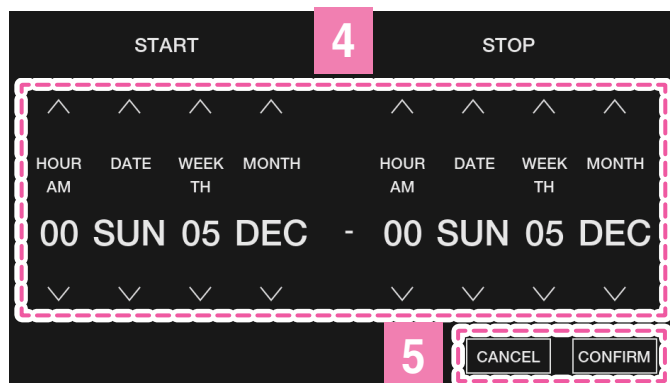 START 4 STOP
HOUR DATE WEEK MONTH HOUR DATE WEEK MONTH
AM TH AM TH
00 SUN 05 DEC - 00 SUN 05 DEC
5 CANCEL CONFIRM